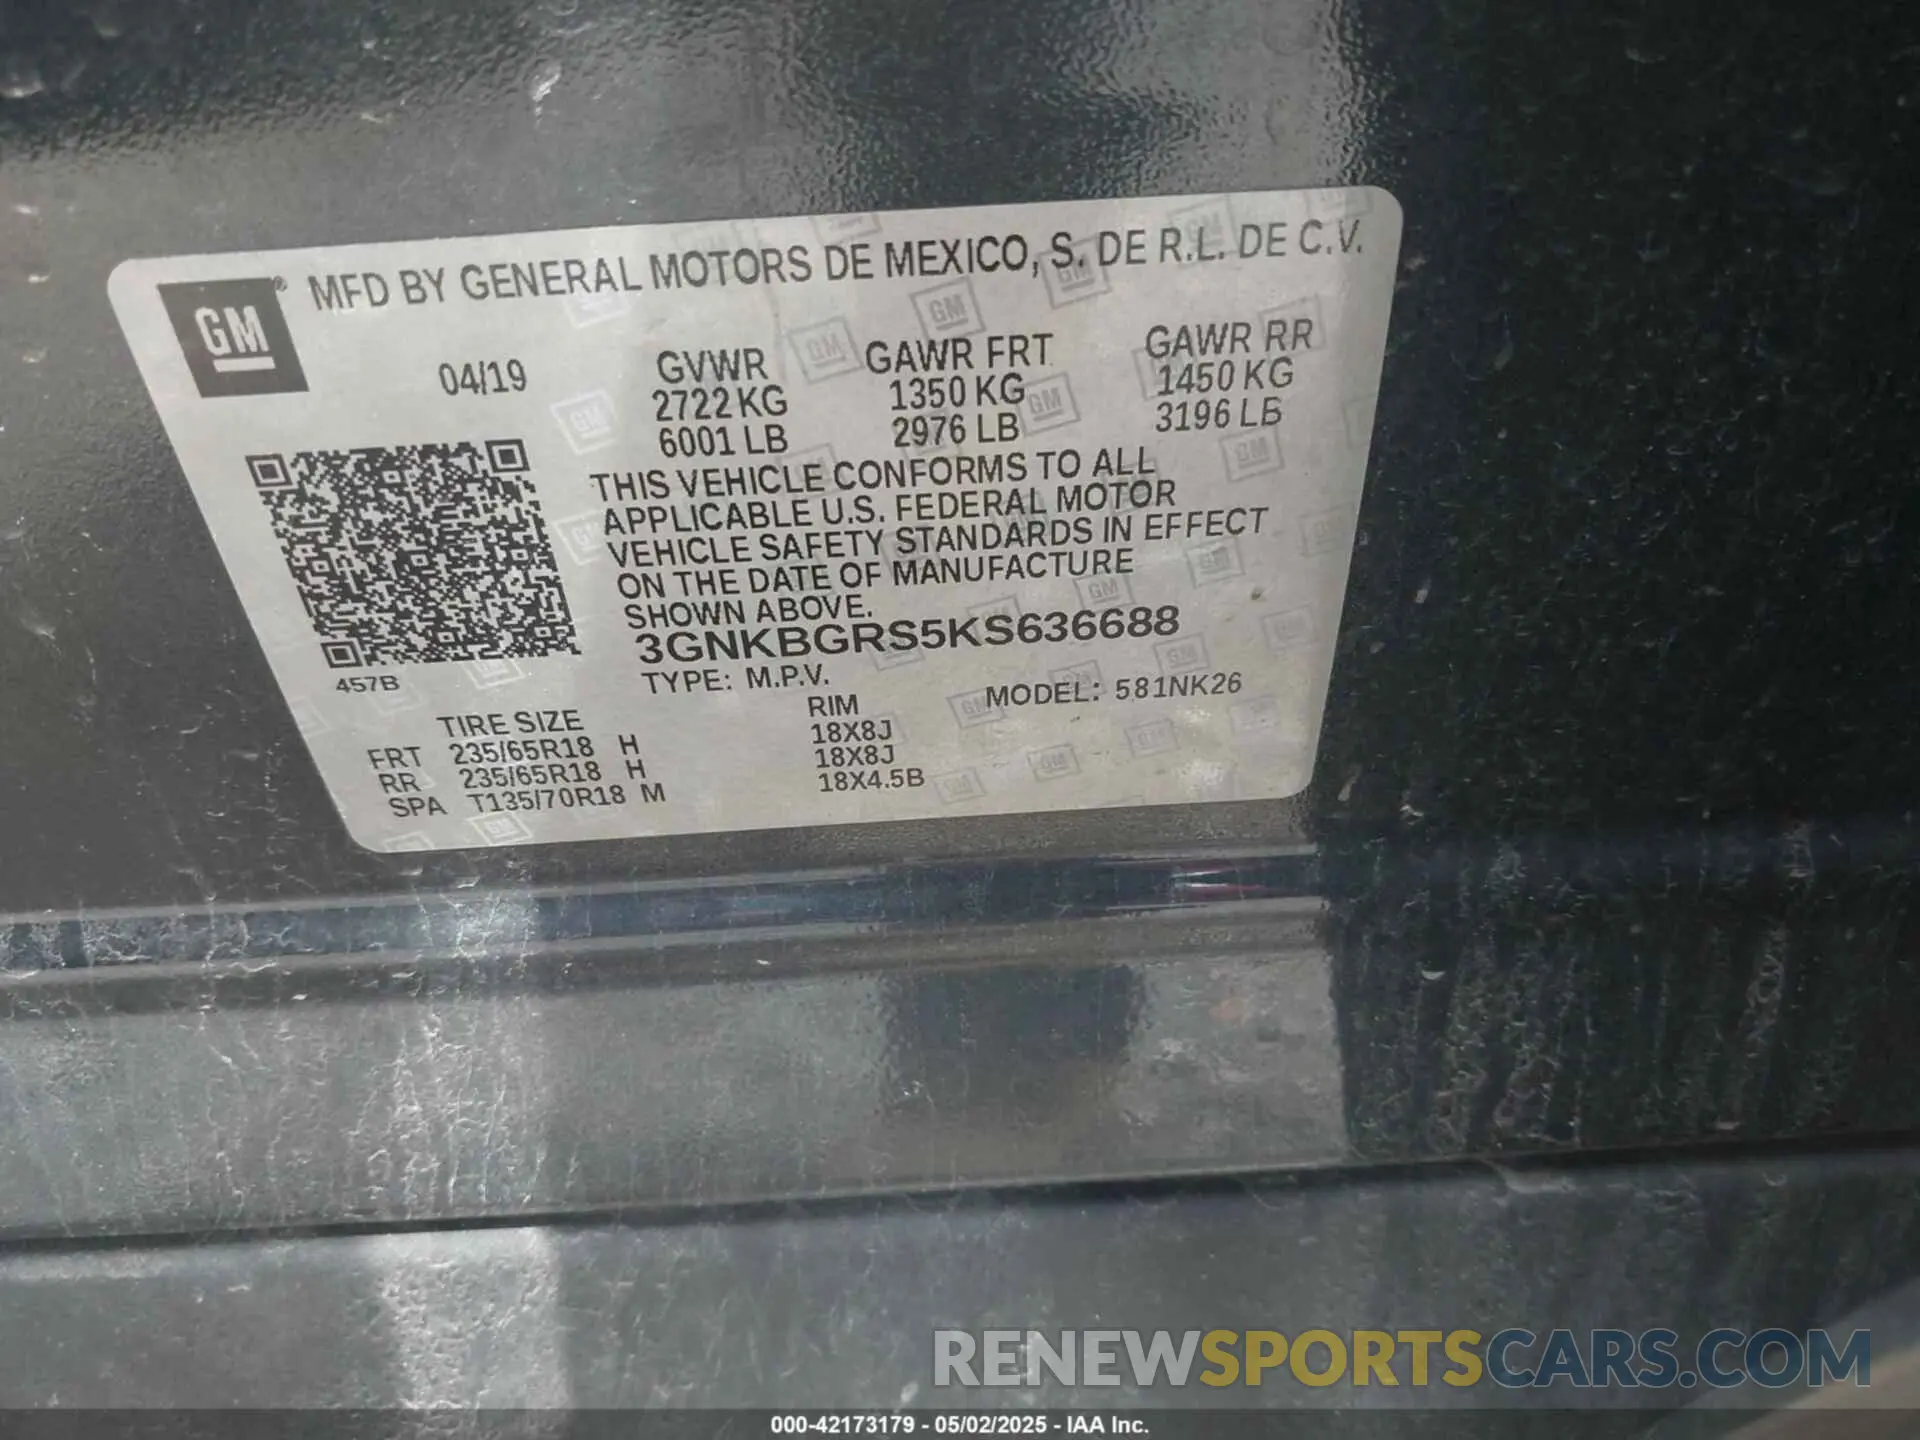 GM® MFD BY GENERAL MOTORS DE MEXICO, S. DE R.L. DE C.V.
04/19 GVWR GAWR FRT GAWR RR
2722 KG 1350 KG 1450 KG
6001 LB 2976 LB 3196 LB
THIS VEHICLE CONFORMS TO ALL
APPLICABLE U.S. FEDERAL MOTOR
VEHICLE SAFETY STANDARDS IN EFFECT
ON THE DATE OF MANUFACTURE
SHOWN ABOVE.
3GNKBGRS5KS636688
457B TYPE: M.P.V. MODEL: 581NK26
TIRE SIZE RIM
FRT 235/65R18 H 18X8J
RR 235/65R18 H 18X8J
SPA T135/70R18 M 18X4.5B
RENEWSPORTSCARS.COM
000-42173179 - 05/02/2025 - IAA Inc.